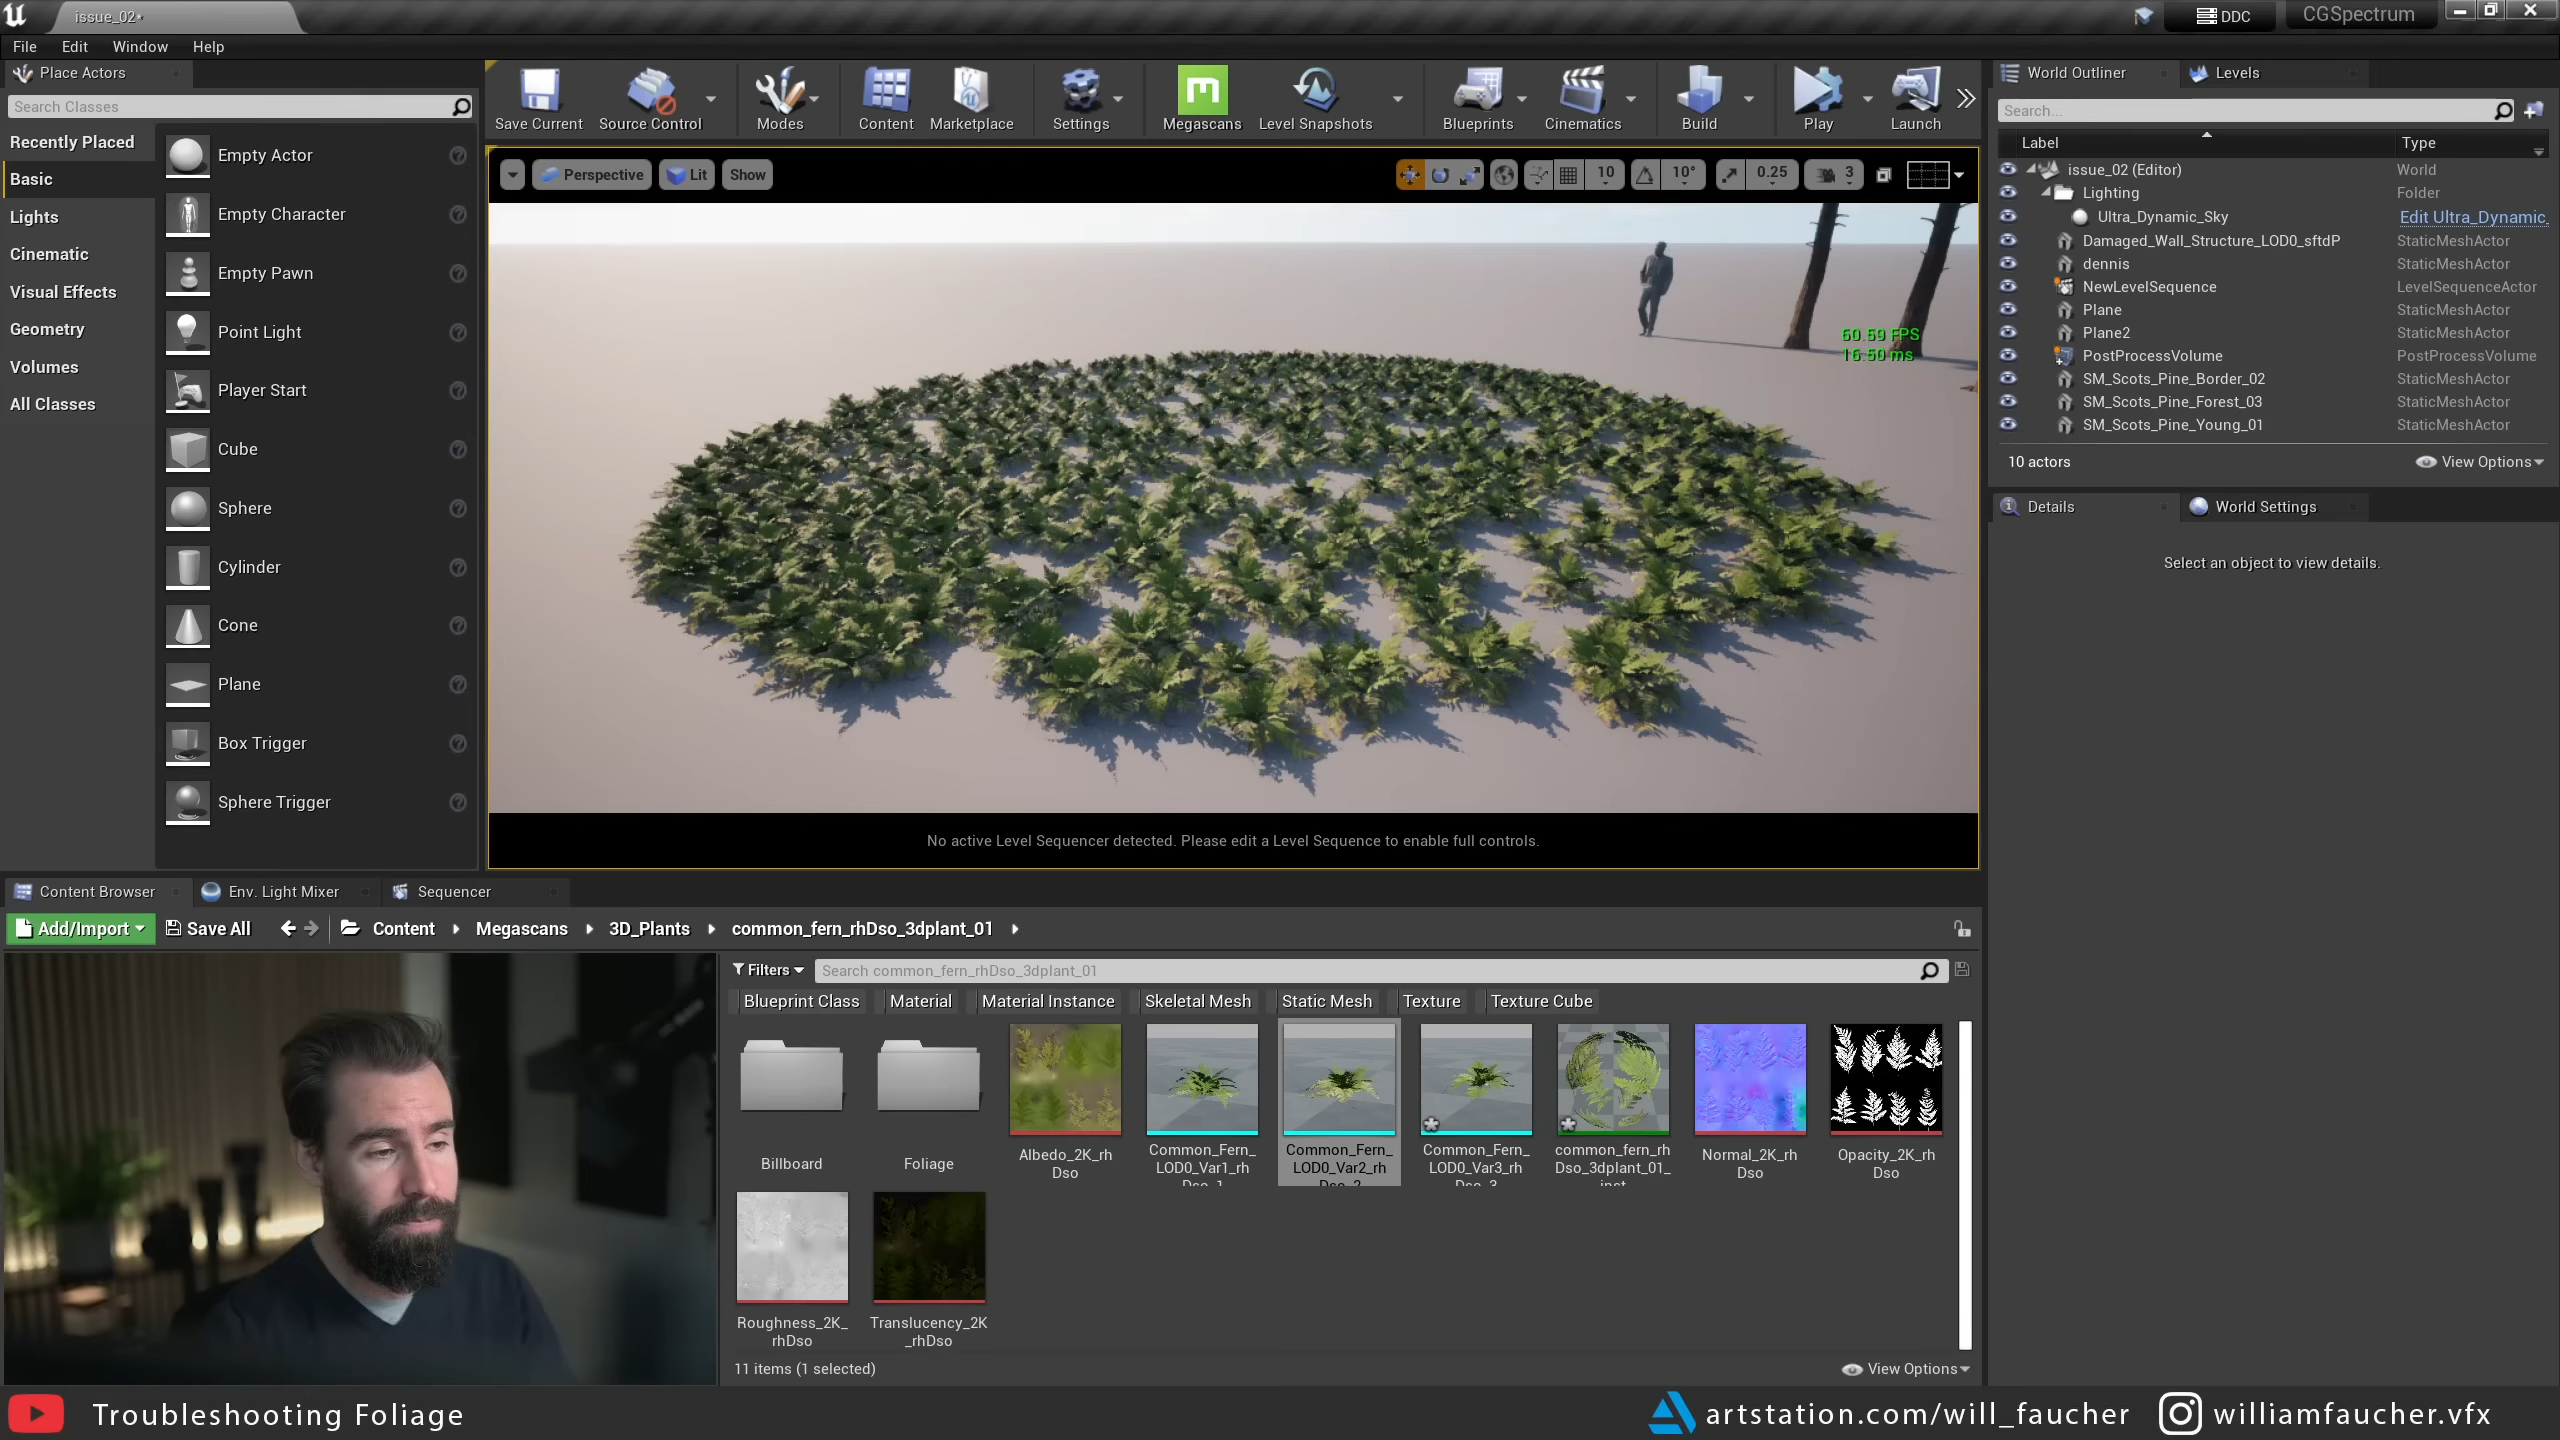 issue_02•
DDC
CGSpectrum
File Edit Window Help
Place Actors
Search Classes
Recently Placed
Basic
Lights
Cinematic
Visual Effects
Geometry
Volumes
All Classes
Empty Actor
Empty Character
Empty Pawn
Point Light
Player Start
Cube
Sphere
Cylinder
Cone
Plane
Box Trigger
Sphere Trigger
Save Current
Source Control
Modes
Content
Marketplace
Settings
Megascans
Level Snapshots
Blueprints
Cinematics
Build
Play
Launch
Perspective Lit Show
10 10° 0.25 3
60.59 FPS
16.50 ms
No active Level Sequencer detected. Please edit a Level Sequence to enable full controls.
World Outliner
Levels
Search...
Label Type
issue_02 (Editor) World
Lighting Folder
Ultra_Dynamic_Sky Edit Ultra_Dynamic_
Damaged_Wall_Structure_LOD0_sftdP StaticMeshActor
dennis StaticMeshActor
NewLevelSequence LevelSequenceActor
Plane StaticMeshActor
Plane2 StaticMeshActor
PostProcessVolume PostProcessVolume
SM_Scots_Pine_Border_02 StaticMeshActor
SM_Scots_Pine_Forest_03 StaticMeshActor
SM_Scots_Pine_Young_01 StaticMeshActor
10 actors View Options
Details
World Settings
Select an object to view details.
Content Browser
Env. Light Mixer
Sequencer
Add/Import Save All Content Megascans 3D_Plants common_fern_rhDso_3dplant_01
Filters Search common_fern_rhDso_3dplant_01
Blueprint Class Material Material Instance Skeletal Mesh Static Mesh Texture Texture Cube
Billboard
Foliage
Albedo_2K_rh
Dso
Common_Fern_
LOD0_Var1_rh
Dso_1
Common_Fern_
LOD0_Var2_rh
Dso_2
Common_Fern_
LOD0_Var3_rh
Dso_3
common_fern_rh
Dso_3dplant_01_
inst
Normal_2K_rh
Dso
Opacity_2K_rh
Dso
Roughness_2K_
rhDso
Translucency_2K
_rhDso
11 items (1 selected) View Options
Troubleshooting Foliage
artstation.com/will_faucher
williamfaucher.vfx